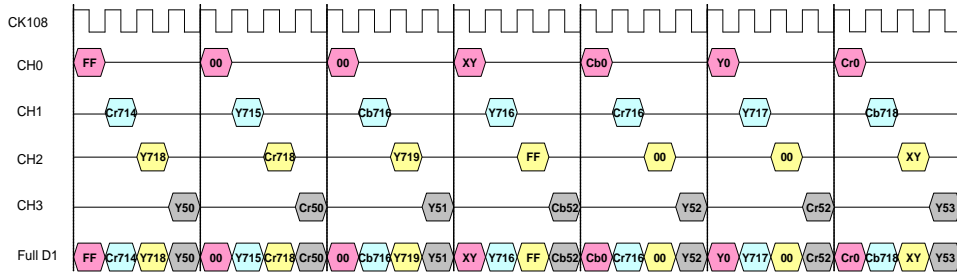 CK108
CH0 FF 00 00 XY Cb0 Y0 Cr0
CH1 Cr714 Y715 Cb716 Y716 Cr716 Y717 Cb718
CH2 Y718 Cr718 Y719 FF 00 00 XY
CH3 Y50 Cr50 Y51 Cb52 Y52 Cr52 Y53
Full D1 FF Cr714 Y718 Y50 00 Y715 Cr718 Cr50 00 Cb716 Y719 Y51 XY Y716 FF Cb52 Cb0 Cr716 00 Y52 Y0 Y717 00 Cr52 Cr0 Cb718 XY Y53